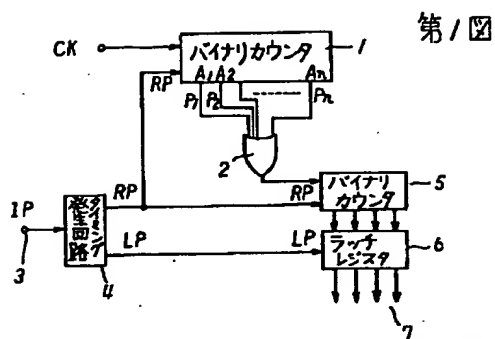 第1図
CK
バイナリカウンタ
1
RP
A1 A2 An
P1 P2 Pn
2
IP
3
タイミング
発生回路
4
RP
LP
RP
バイナリ
カウンタ
5
LP
ラッチ
レジスタ
6
7